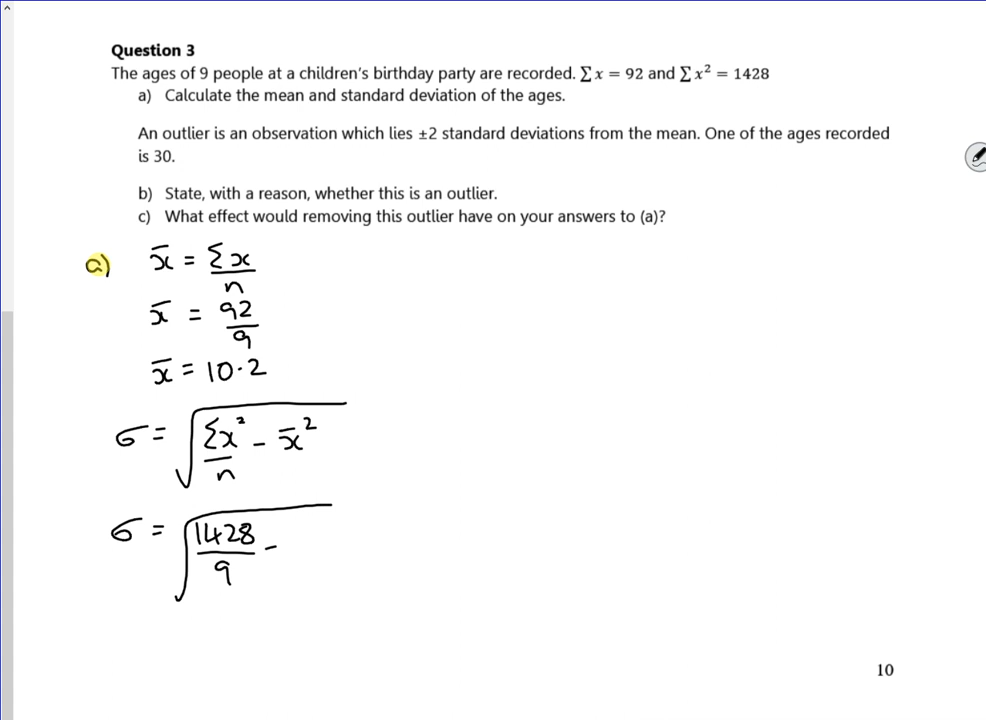 Question 3
The ages of 9 people at a children's birthday party are recorded. ∑ x = 92 and ∑ x² = 1428
a) Calculate the mean and standard deviation of the ages.
An outlier is an observation which lies ±2 standard deviations from the mean. One of the ages recorded
is 30.
b) State, with a reason, whether this is an outlier.
c) What effect would removing this outlier have on your answers to (a)?
a) x̄ = Σx/n
x̄ = 92/9
x̄ = 10.2
σ = √(Σx²/n - x̄²)
σ = √(1428/9 -
10